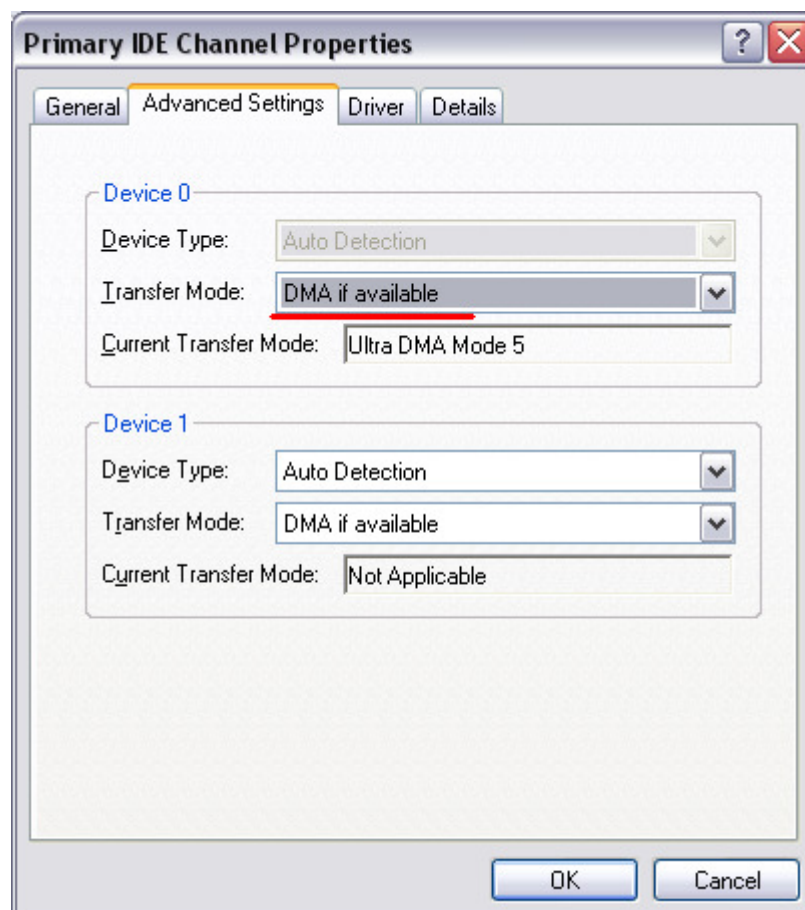 Primary IDE Channel Properties
General Advanced Settings Driver Details
Device 0
Device Type: Auto Detection
Transfer Mode: DMA if available
Current Transfer Mode: Ultra DMA Mode 5
Device 1
Device Type: Auto Detection
Transfer Mode: DMA if available
Current Transfer Mode: Not Applicable
OK Cancel